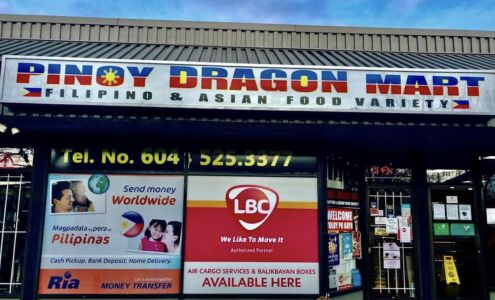 PINOY DRAGON MART
FILIPINO & ASIAN FOOD VARIETY
Tel. No. 604 525.3377
Send money
Worldwide
Magpadala ng pera sa
Pilipinas
Cash Pickup. Bank Deposit. Home Delivery.
Ria
MONEY TRANSFER
LBC
We Like To Move It
Authorized
Partner
AIR CARGO SERVICES & BALIKBAYAN BOXES
AVAILABLE HERE
WELCOME